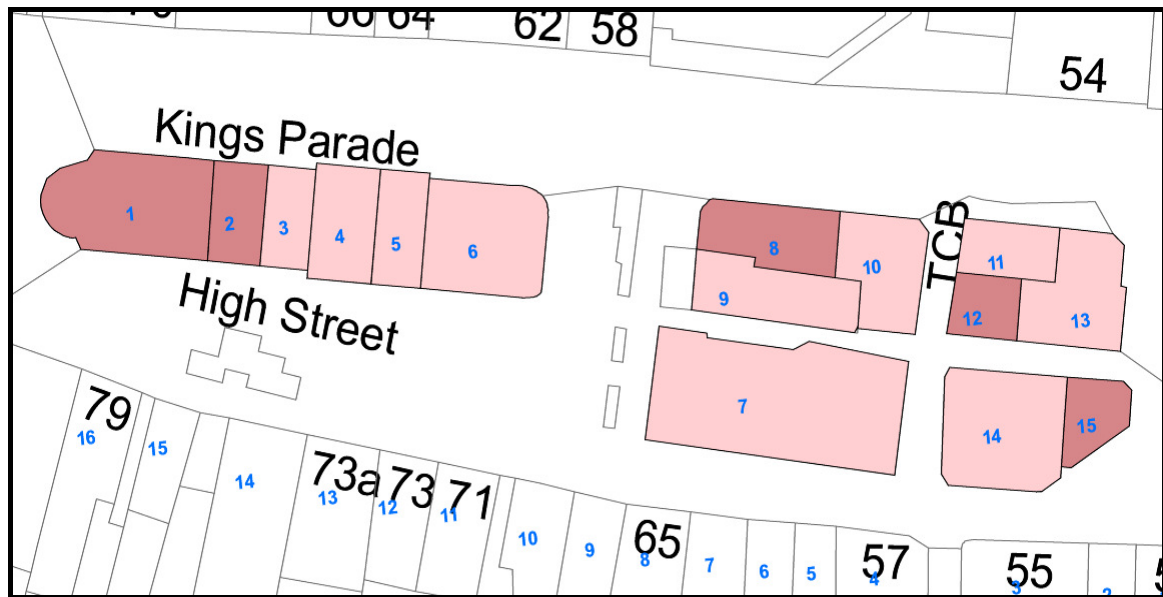 66 64 62 58
54
Kings Parade
1 2 3 4 5 6
High Street
TCB
8 10 11
9 12 13
7 14 15
79 73a 73 71 65 57 55
16 15 14 13 12 11 10 9 8 7 6 5 4 3 2